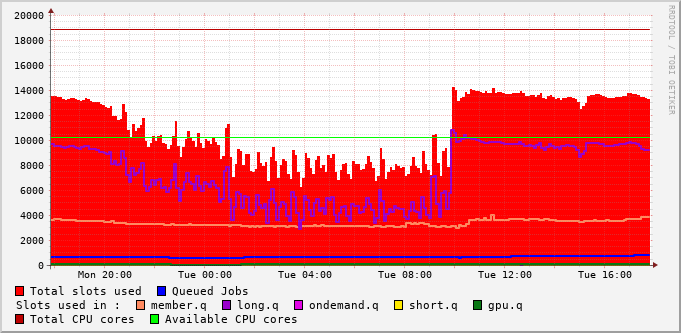 RRDTOOL / TOBI OETIKER
20000
18000
16000
14000
12000
10000
8000
6000
4000
2000
0
Mon 20:00 Tue 00:00 Tue 04:00 Tue 08:00 Tue 12:00 Tue 16:00
Total slots used Queued Jobs
Slots used in : member.q long.q ondemand.q short.q gpu.q
Total CPU cores Available CPU cores